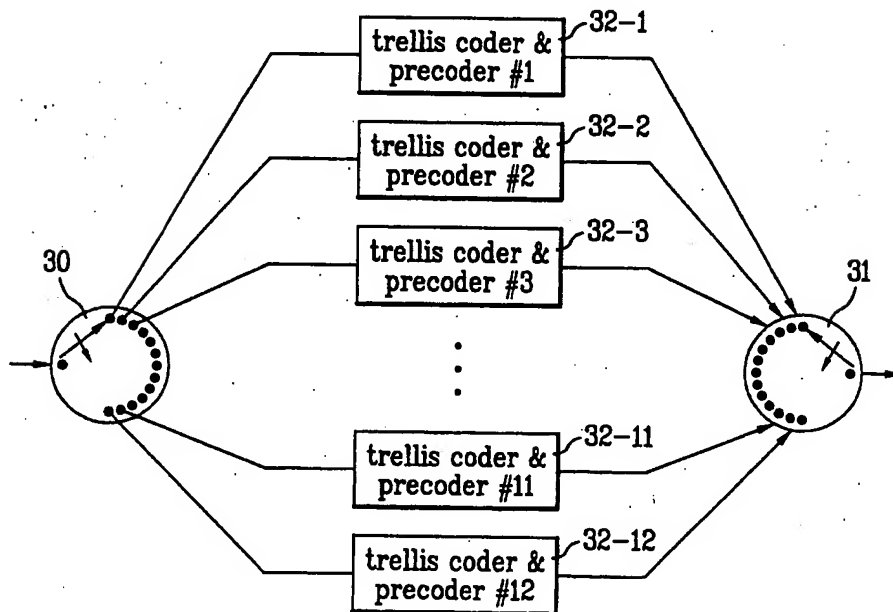 32-1
trellis coder &
precoder #1
32-2
trellis coder &
precoder #2
32-3
trellis coder &
precoder #3
30
31
32-11
trellis coder &
precoder #11
32-12
trellis coder &
precoder #12